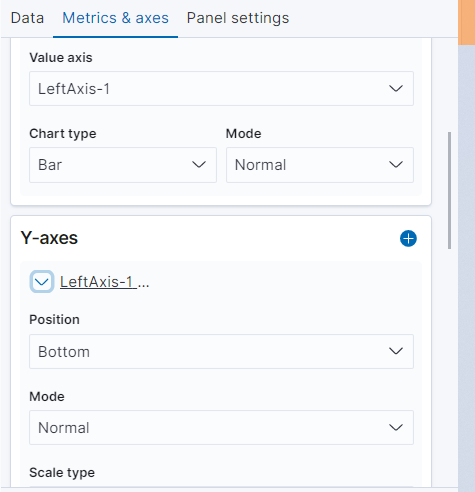 Data Metrics & axes Panel settings
Value axis
LeftAxis-1
Chart type Mode
Bar Normal
Y-axes
LeftAxis-1 ...
Position
Bottom
Mode
Normal
Scale type